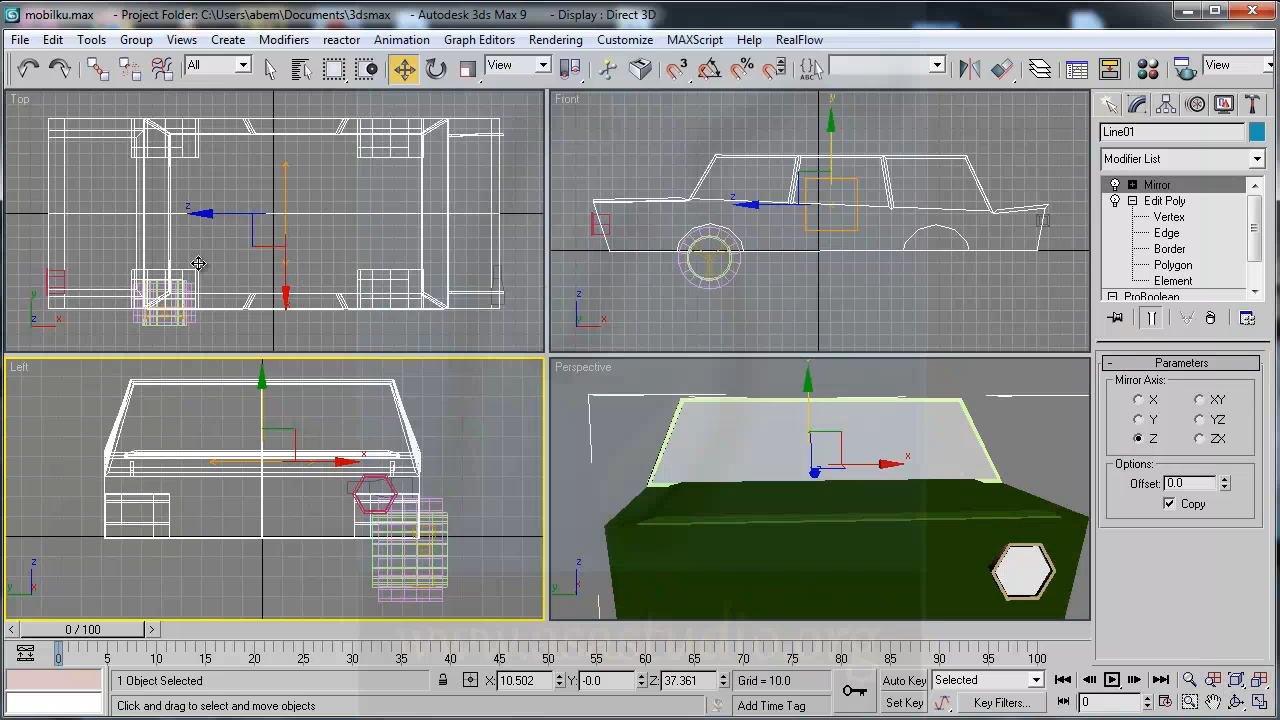 mobilku.max - Project Folder: C:\Users\abem\Documents\3dsmax - Autodesk 3ds Max 9 - Display : Direct 3D
File Edit Tools Group Views Create Modifiers reactor Animation Graph Editors Rendering Customize MAXScript Help RealFlow
All View 3 % ABC View
Top
Front
Left
Perspective
y z x
z x
y z
y z x
x
y z x
y x
y z x
Line01
Modifier List
Mirror
Edit Poly
Vertex
Edge
Border
Polygon
Element
ProBoolean
- Parameters
Mirror Axis:
X XY
Y YZ
Z ZX
Options:
Offset: 0.0
Copy
< 0 / 100 >
0 5 10 15 20 25 30 35 40 45 50 55 60 65 70 75 80 85 90 95 100
1 Object Selected X: 10.502 Y: -0.0 Z: 37.361 Grid = 10.0 Auto Key Selected
Click and drag to select and move objects Add Time Tag Set Key Key Filters... 0